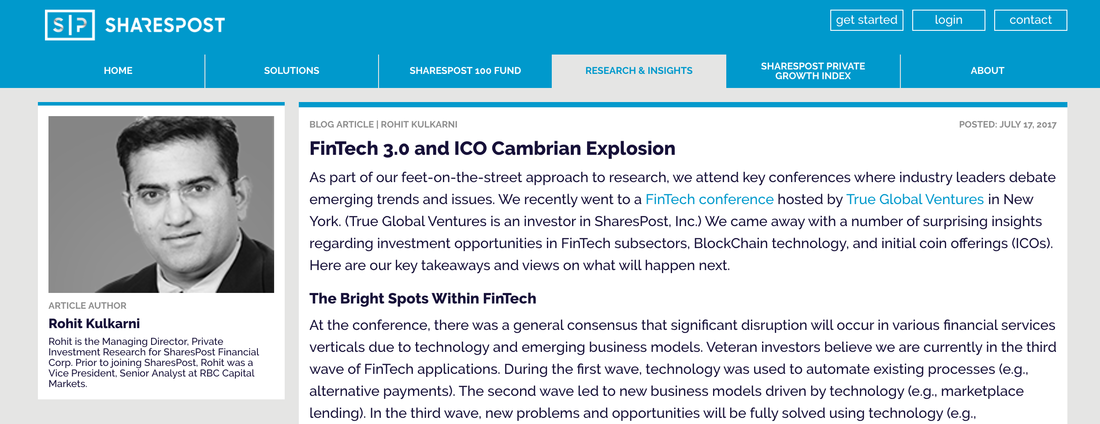 S|P SHARESPOST
get started
login
contact
HOME
SOLUTIONS
SHARESPOST 100 FUND
RESEARCH & INSIGHTS
SHARESPOST PRIVATE
GROWTH INDEX
ABOUT
ARTICLE AUTHOR
Rohit Kulkarni
Rohit is the Managing Director, Private
Investment Research for SharesPost Financial
Corp. Prior to joining SharesPost, Rohit was a
Vice President, Senior Analyst at RBC Capital
Markets.
BLOG ARTICLE | ROHIT KULKARNI
POSTED: JULY 17, 2017
FinTech 3.0 and ICO Cambrian Explosion
As part of our feet-on-the-street approach to research, we attend key conferences where industry leaders debate
emerging trends and issues. We recently went to a FinTech conference hosted by True Global Ventures in New
York. (True Global Ventures is an investor in SharesPost, Inc.) We came away with a number of surprising insights
regarding investment opportunities in FinTech subsectors, BlockChain technology, and initial coin offerings (ICOs).
Here are our key takeaways and views on what will happen next.
The Bright Spots Within FinTech
At the conference, there was a general consensus that significant disruption will occur in various financial services
verticals due to technology and emerging business models. Veteran investors believe we are currently in the third
wave of FinTech applications. During the first wave, technology was used to automate existing processes (e.g.,
alternative payments). The second wave led to new business models driven by technology (e.g., marketplace
lending). In the third wave, new problems and opportunities will be fully solved using technology (e.g.,